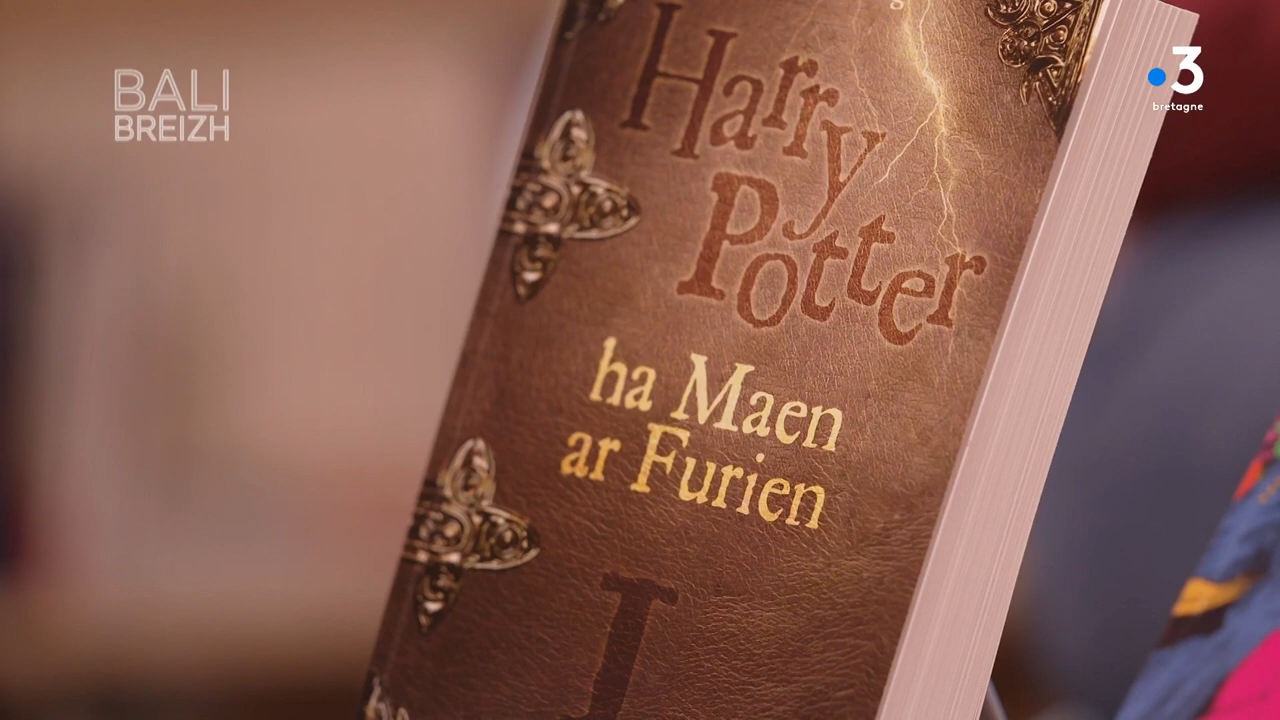 BALI
BREIZH
3
bretagne
Harry
Potter
ha Maen
ar Furien
J